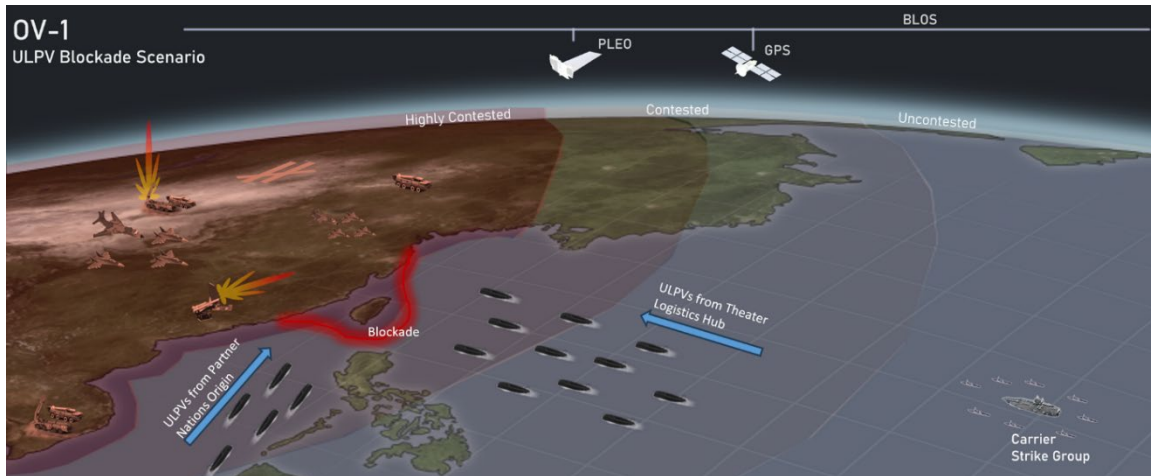 OV-1
ULPV Blockade Scenario
BLOS
PLEO
GPS
Highly Contested
Contested
Uncontested
Blockade
ULPVs from Theater
Logistics Hub
ULPVs from Partner
Nations Origin
Carrier
Strike Group